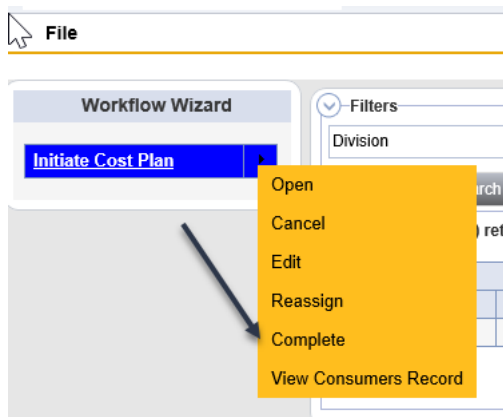 File
Workflow Wizard
Filters
Division
Initiate Cost Plan
Open
Cancel
Edit
Reassign
Complete
View Consumers Record